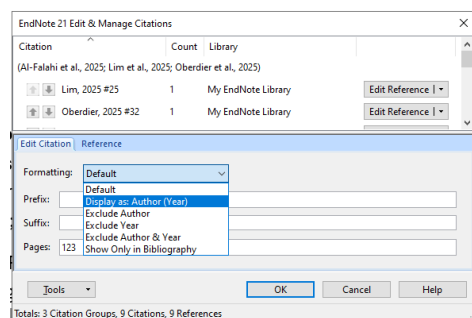 EndNote 21 Edit & Manage Citations
Citation Count Library
(Al-Falahi et al., 2025; Lim et al., 2025; Oberdier et al., 2025)
Lim, 2025 #25 1 My EndNote Library Edit Reference
Oberdier, 2025 #32 1 My EndNote Library Edit Reference
Edit Citation Reference
Formatting: Default
Default
Display as: Author (Year)
Prefix:
Exclude Author
Suffix:
Exclude Year
Exclude Author & Year
Pages: 123
Show Only in Bibliography
Tools OK Cancel Help
Totals: 3 Citation Groups, 9 Citations, 9 References